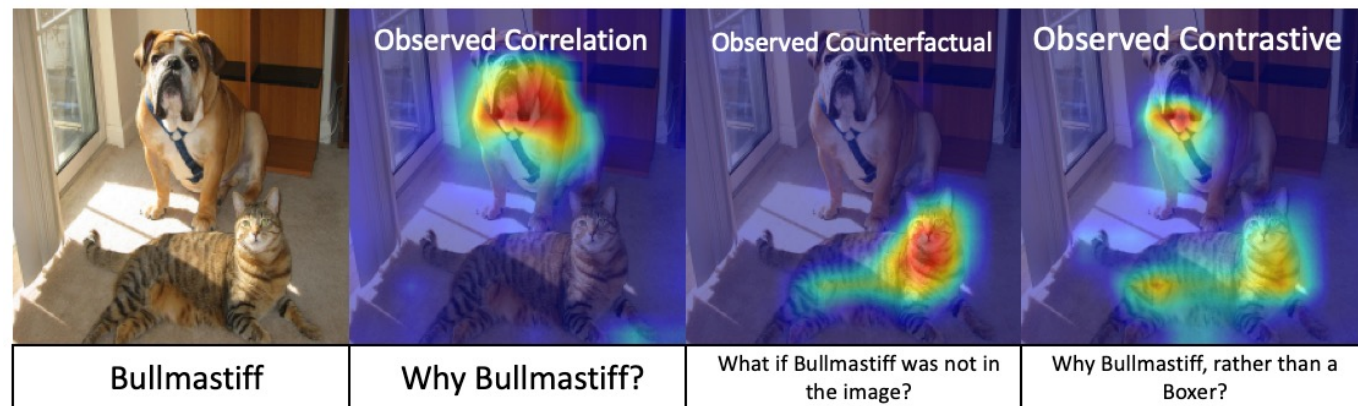 Observed Correlation
Observed Counterfactual
Observed Contrastive
Bullmastiff
Why Bullmastiff?
What if Bullmastiff was not in
the image?
Why Bullmastiff, rather than a
Boxer?